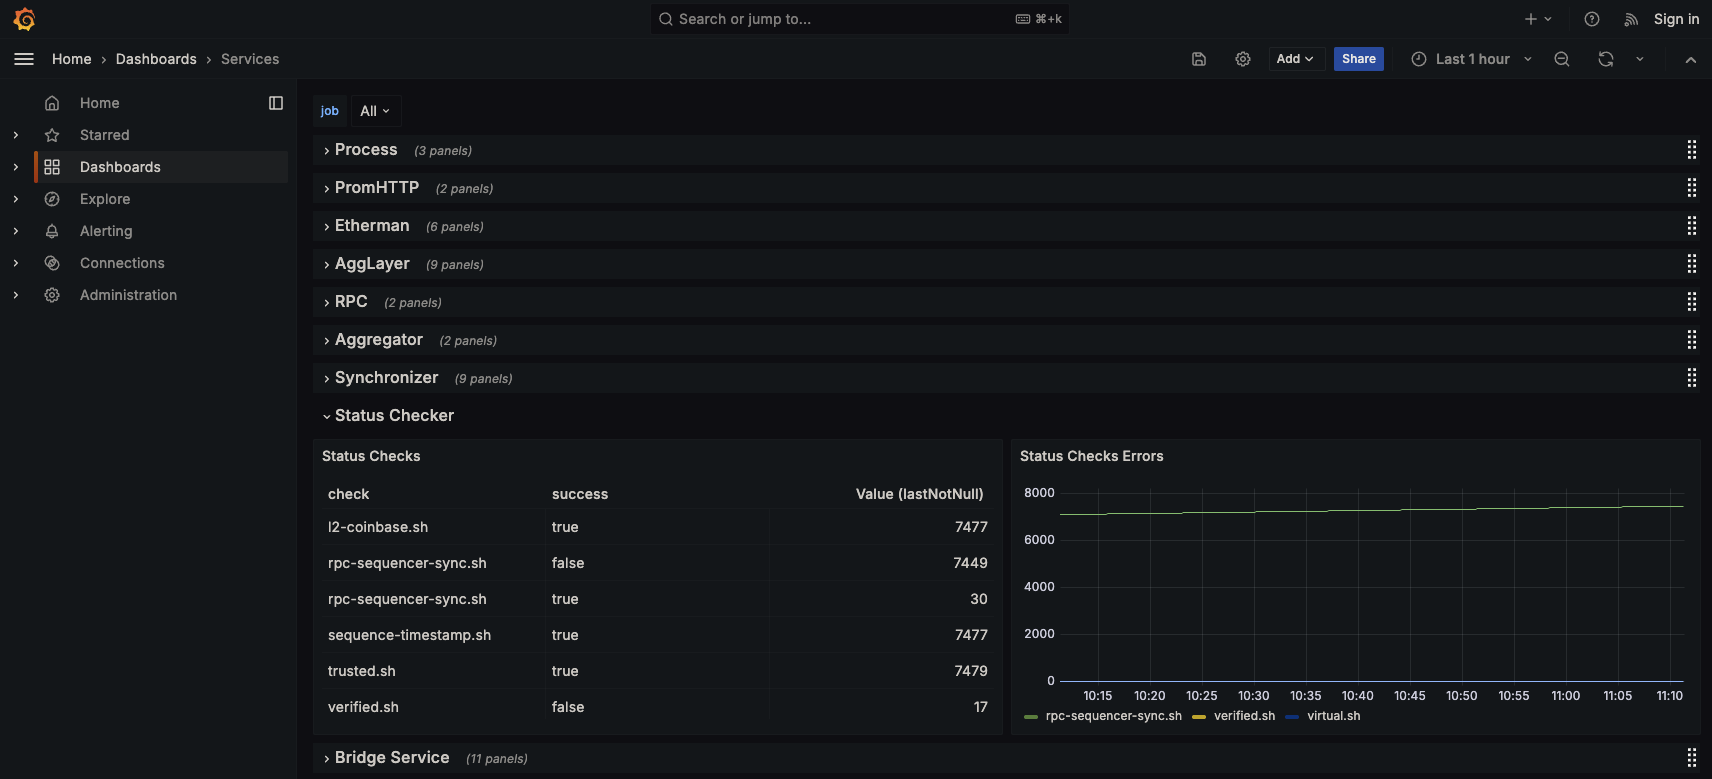 Search or jump to... ⌘+k Sign in
Home › Dashboards › Services Add Share Last 1 hour
Home
Starred
Dashboards
Explore
Alerting
Connections
Administration
job All
Process (3 panels)
PromHTTP (2 panels)
Etherman (6 panels)
AggLayer (9 panels)
RPC (2 panels)
Aggregator (2 panels)
Synchronizer (9 panels)
Status Checker
Status Checks
check success Value (lastNotNull)
l2-coinbase.sh true 7477
rpc-sequencer-sync.sh false 7449
rpc-sequencer-sync.sh true 30
sequence-timestamp.sh true 7477
trusted.sh true 7479
verified.sh false 17
Status Checks Errors
8000
6000
4000
2000
0
10:15 10:20 10:25 10:30 10:35 10:40 10:45 10:50 10:55 11:00 11:05 11:10
rpc-sequencer-sync.sh verified.sh virtual.sh
Bridge Service (11 panels)